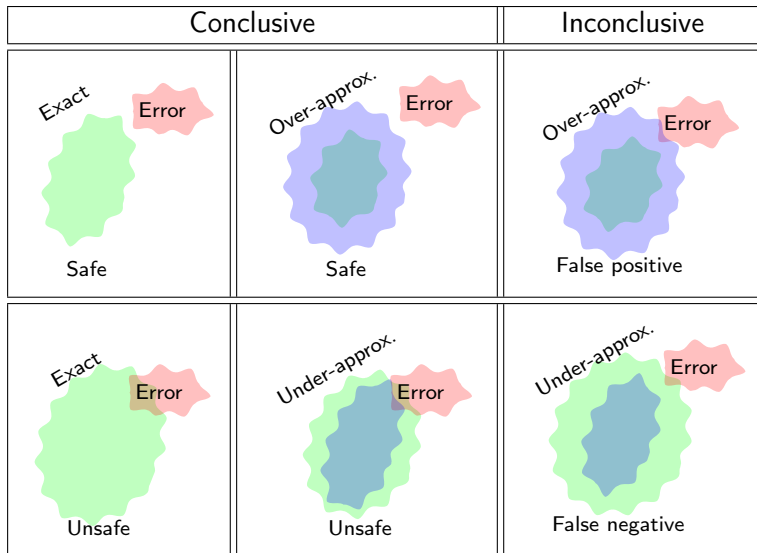 Conclusive
Inconclusive
Exact
Error
Safe
Over-approx.
Error
Safe
Over-approx.
Error
False positive
Exact
Error
Unsafe
Under-approx.
Error
Unsafe
Under-approx.
Error
False negative